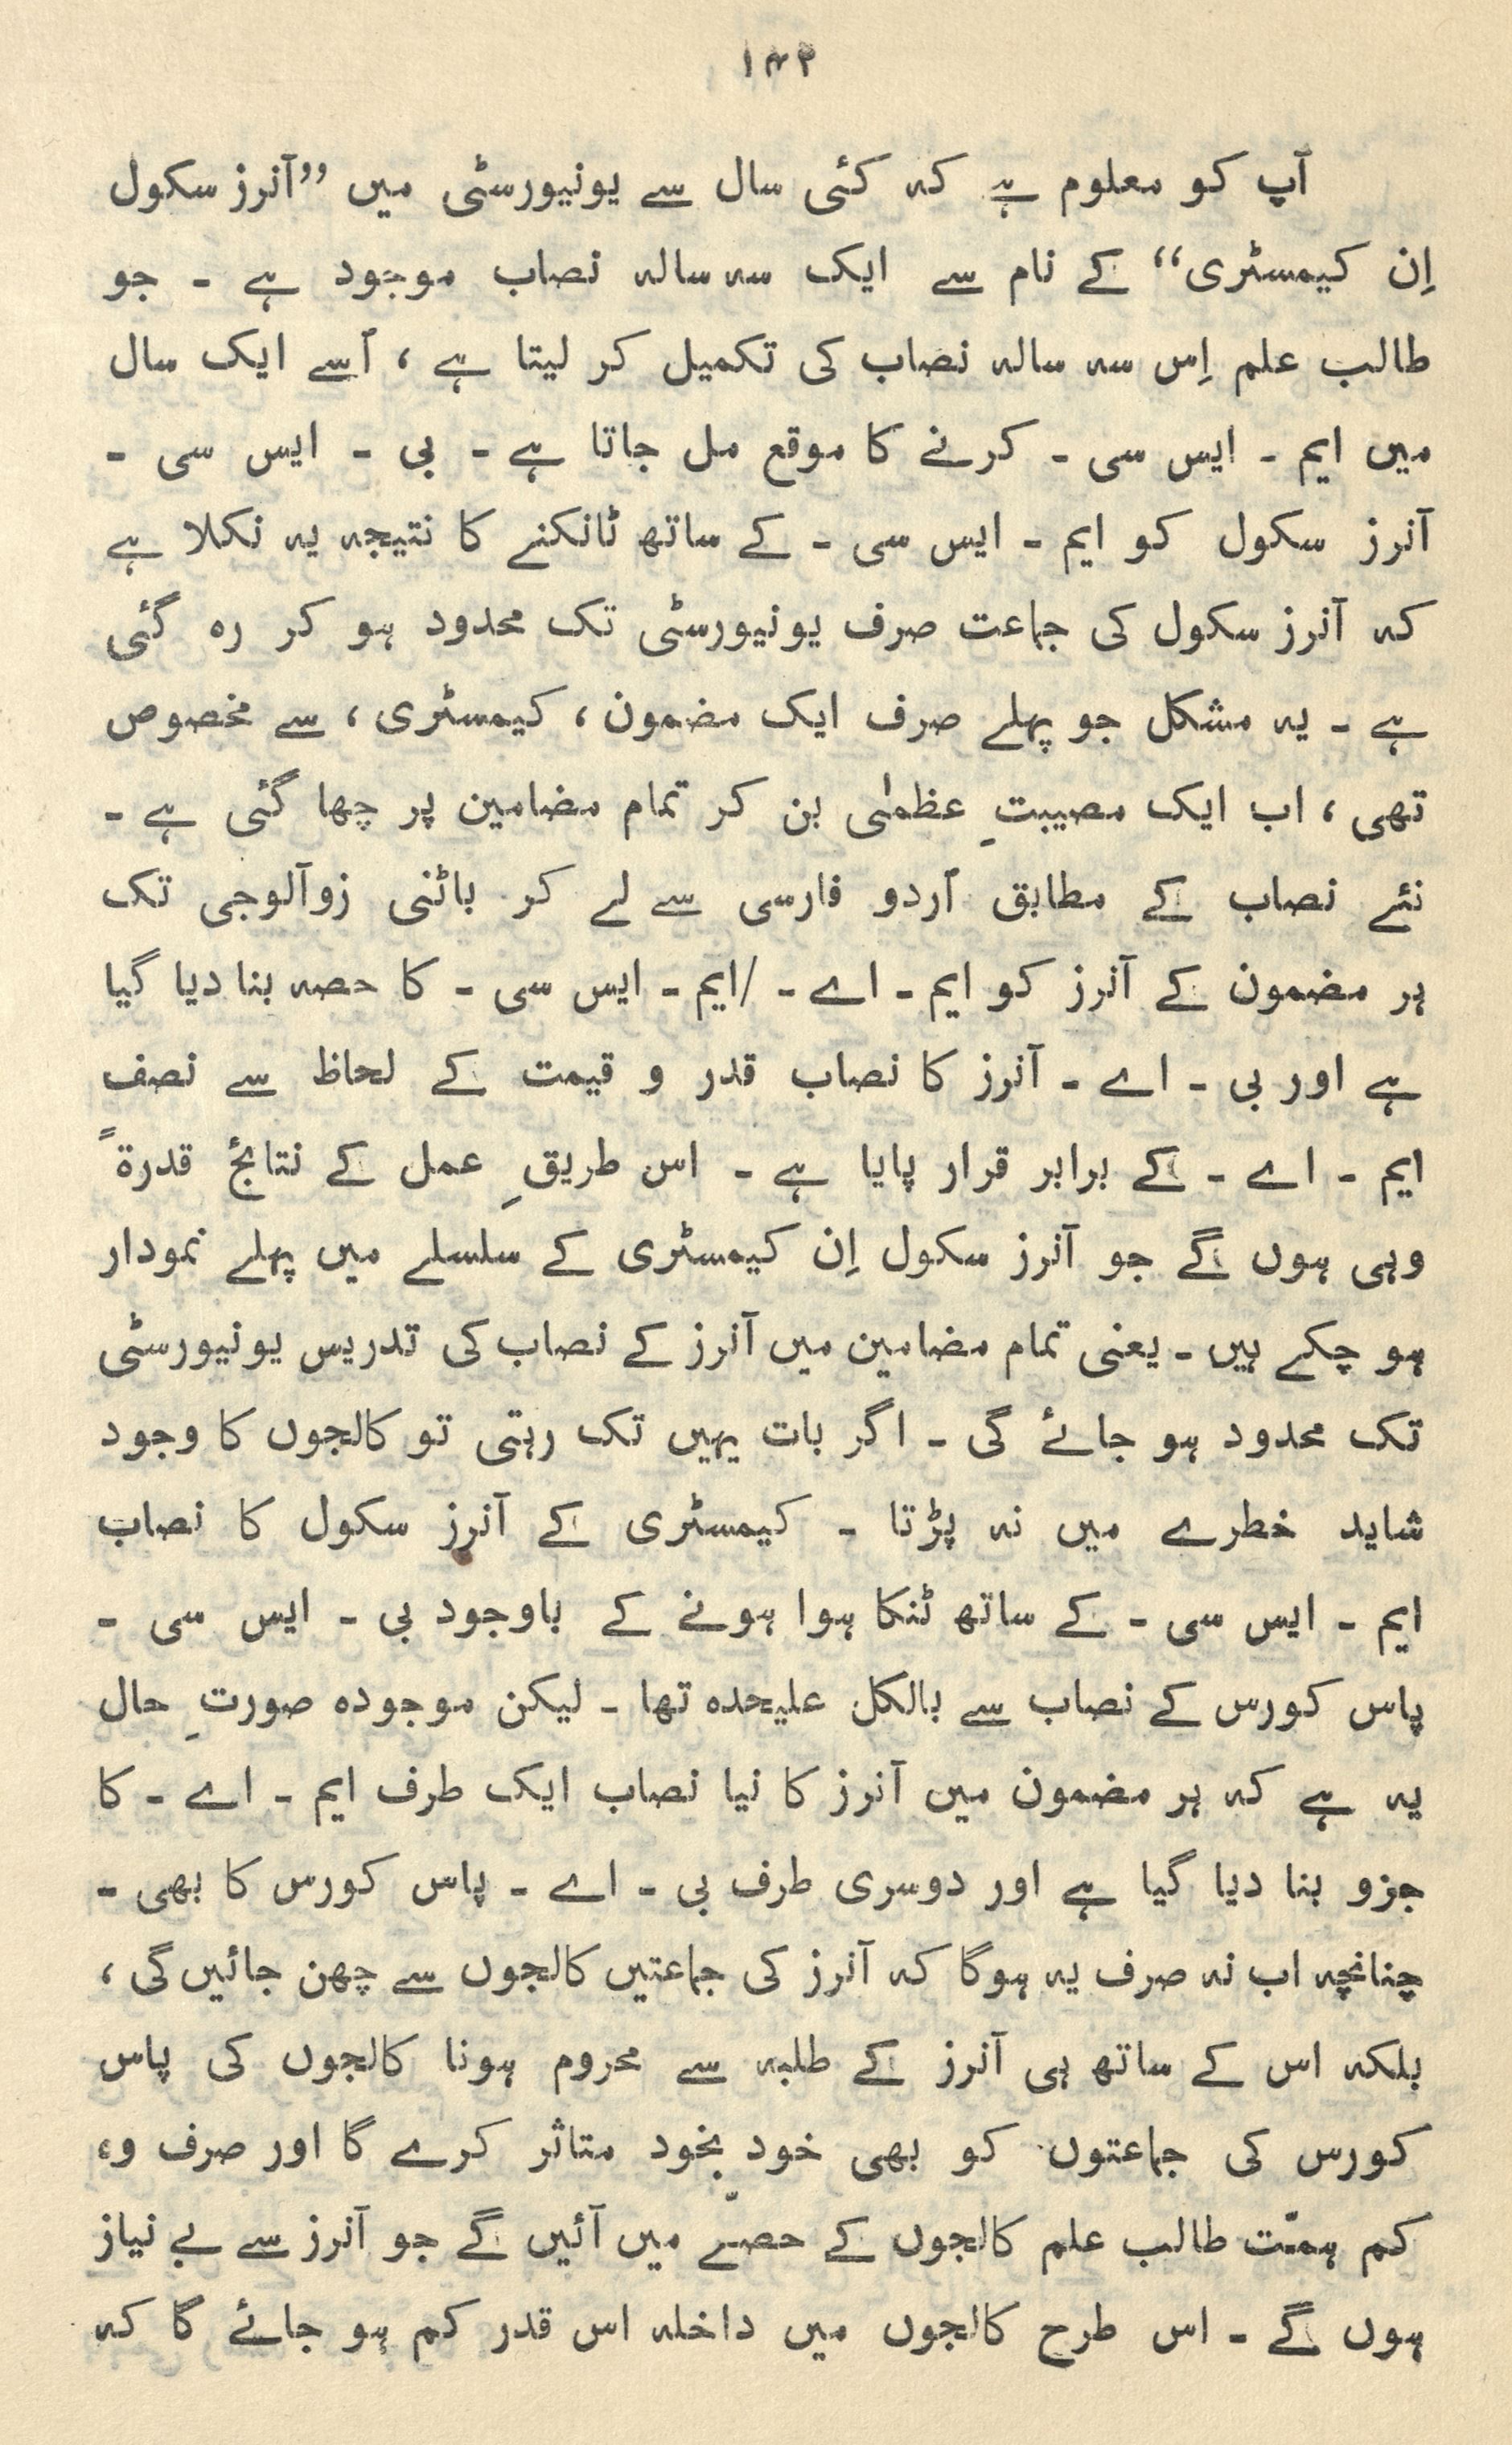 ۱۴۲
آپ کو معلوم ہے کہ کئی سال سے یونیورسٹی میں ’’آنرز سکول
اِن کیمسٹری‘‘ کے نام سے ایک سہ سالہ نصاب موجود ہے ۔ جو
طالب علم اِس سہ سالہ نصاب کی تکمیل کر لیتا ہے ، اُسے ایک سال
میں ایم ۔ ایس سی ۔ کرنے کا موقع مل جاتا ہے ۔ بی ۔ ایس سی ۔
آنرز سکول کو ایم ۔ ایس سی ۔ کے ساتھ ٹانکنے کا نتیجہ یہ نکلا ہے
کہ آنرز سکول کی جماعت صرف یونیورسٹی تک محدود ہو کر رہ گئی
ہے ۔ یہ مشکل جو پہلے صرف ایک مضمون ، کیمسٹری ، سے مخصوص
تھی ، اب ایک مصیبتِ عظمیٰ بن کر تمام مضامین پر چھا گئی ہے ۔
نئے نصاب کے مطابق اُردو فارسی سے لے کر باٹنی زوآلوجی تک
ہر مضمون کے آنرز کو ایم ۔ اے ۔ /ایم ۔ ایس سی ۔ کا حصہ بنا دیا گیا
ہے اور بی ۔ اے ۔ آنرز کا نصاب قدر و قیمت کے لحاظ سے نصف
ایم ۔ اے ۔ کے برابر قرار پایا ہے ۔ اس طریقِ عمل کے نتائج قدرۃً
وہی ہوں گے جو آنرز سکول اِن کیمسٹری کے سلسلے میں پہلے نمودار
ہو چکے ہیں ۔ یعنی تمام مضامین میں آنرز کے نصاب کی تدریس یونیورسٹی
تک محدود ہو جائے گی ۔ اگر بات یہیں تک رہتی تو کالجوں کا وجود
شاید خطرے میں نہ پڑتا ۔ کیمسٹری کے آنرز سکول کا نصاب
ایم ۔ ایس سی ۔ کے ساتھ ٹنکا ہوا ہونے کے باوجود بی ۔ ایس سی ۔
پاس کورس کے نصاب سے بالکل علیحدہ تھا ۔ لیکن موجودہ صورتِ حال
یہ ہے کہ ہر مضمون میں آنرز کا نیا نصاب ایک طرف ایم ۔ اے ۔ کا
جزو بنا دیا گیا ہے اور دوسری طرف بی ۔ اے ۔ پاس کورس کا بھی ۔
چنانچہ اب نہ صرف یہ ہوگا کہ آنرز کی جماعتیں کالجوں سے چھن جائیں گی ،
بلکہ اس کے ساتھ ہی آنرز کے طلبہ سے محروم ہونا کالجوں کی پاس
کورس کی جماعتوں کو بھی خود بخود متاثر کرے گا اور صرف وہ
کم ہمّت طالب علم کالجوں کے حصّے میں آئیں گے جو آنرز سے بے نیاز
ہوں گے ۔ اس طرح کالجوں میں داخلہ اس قدر کم ہو جائے گا کہ